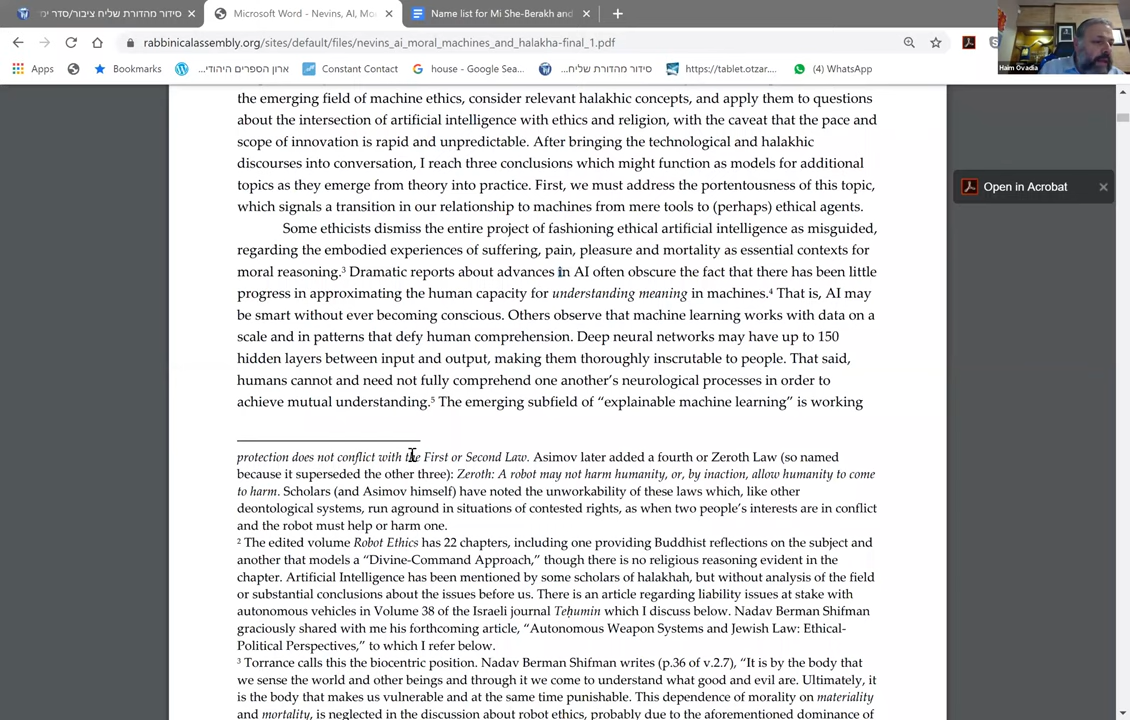 סידור מהדורת שליח ציבור/סדר ימי
Microsoft Word - Nevins, AI, Mo
Name list for Mi She-Berakh and
rabbinicalassembly.org/sites/default/files/nevins_ai_moral_machines_and_halakha-final_1.pdf
Apps
Bookmarks
ארון הספרים היהודי...
Constant Contact
house - Google Sea...
סידור מהדורת שליח...
https://tablet.otzar...
(4) WhatsApp
Haim Ovadia
Open in Acrobat
the emerging field of machine ethics, consider relevant halakhic concepts, and apply them to questions
about the intersection of artificial intelligence with ethics and religion, with the caveat that the pace and
scope of innovation is rapid and unpredictable. After bringing the technological and halakhic
discourses into conversation, I reach three conclusions which might function as models for additional
topics as they emerge from theory into practice. First, we must address the portentousness of this topic,
which signals a transition in our relationship to machines from mere tools to (perhaps) ethical agents.
Some ethicists dismiss the entire project of fashioning ethical artificial intelligence as misguided,
regarding the embodied experiences of suffering, pain, pleasure and mortality as essential contexts for
moral reasoning.³ Dramatic reports about advances in AI often obscure the fact that there has been little
progress in approximating the human capacity for understanding meaning in machines.⁴ That is, AI may
be smart without ever becoming conscious. Others observe that machine learning works with data on a
scale and in patterns that defy human comprehension. Deep neural networks may have up to 150
hidden layers between input and output, making them thoroughly inscrutable to people. That said,
humans cannot and need not fully comprehend one another's neurological processes in order to
achieve mutual understanding.⁵ The emerging subfield of "explainable machine learning" is working
protection does not conflict with the First or Second Law. Asimov later added a fourth or Zeroth Law (so named
because it superseded the other three): Zeroth: A robot may not harm humanity, or, by inaction, allow humanity to come
to harm. Scholars (and Asimov himself) have noted the unworkability of these laws which, like other
deontological systems, run aground in situations of contested rights, as when two people's interests are in conflict
and the robot must help or harm one.
² The edited volume Robot Ethics has 22 chapters, including one providing Buddhist reflections on the subject and
another that models a "Divine-Command Approach," though there is no religious reasoning evident in the
chapter. Artificial Intelligence has been mentioned by some scholars of halakhah, but without analysis of the field
or substantial conclusions about the issues before us. There is an article regarding liability issues at stake with
autonomous vehicles in Volume 38 of the Israeli journal Teḥumin which I discuss below. Nadav Berman Shifman
graciously shared with me his forthcoming article, "Autonomous Weapon Systems and Jewish Law: Ethical-
Political Perspectives," to which I refer below.
³ Torrance calls this the biocentric position. Nadav Berman Shifman writes (p.36 of v.2.7), "It is by the body that
we sense the world and other beings and through it we come to understand what good and evil are. Ultimately, it
is the body that makes us vulnerable and at the same time punishable. This dependence of morality on materiality
and mortality, is neglected in the discussion about robot ethics, probably due to the aforementioned dominance of